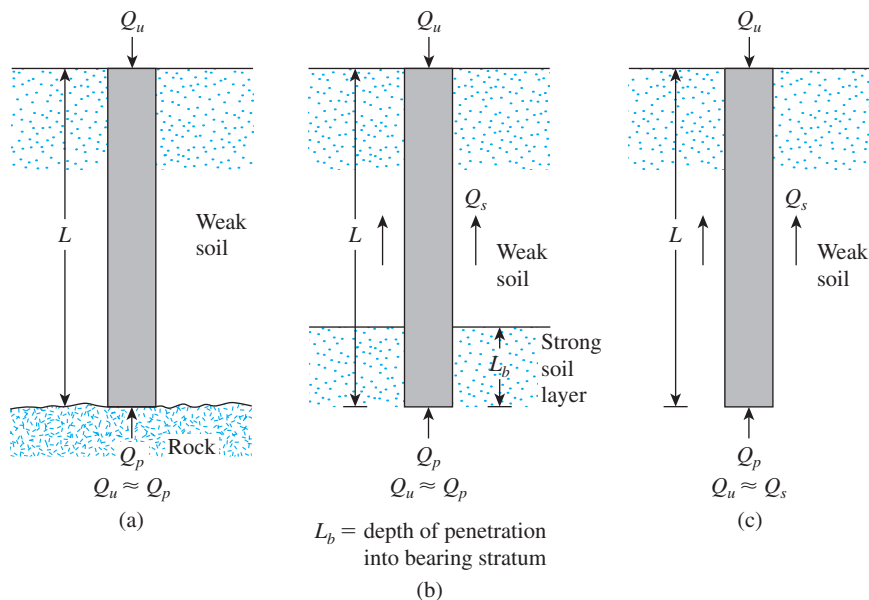 Q_u
L
Weak
soil
Rock
Q_p
Q_u ≈ Q_p
(a)
Q_u
Q_s
L
Weak
soil
L_b
Strong
soil
layer
Q_p
Q_u ≈ Q_p
L_b = depth of penetration
into bearing stratum
(b)
Q_u
L
Q_s
Weak
soil
Q_p
Q_u ≈ Q_s
(c)